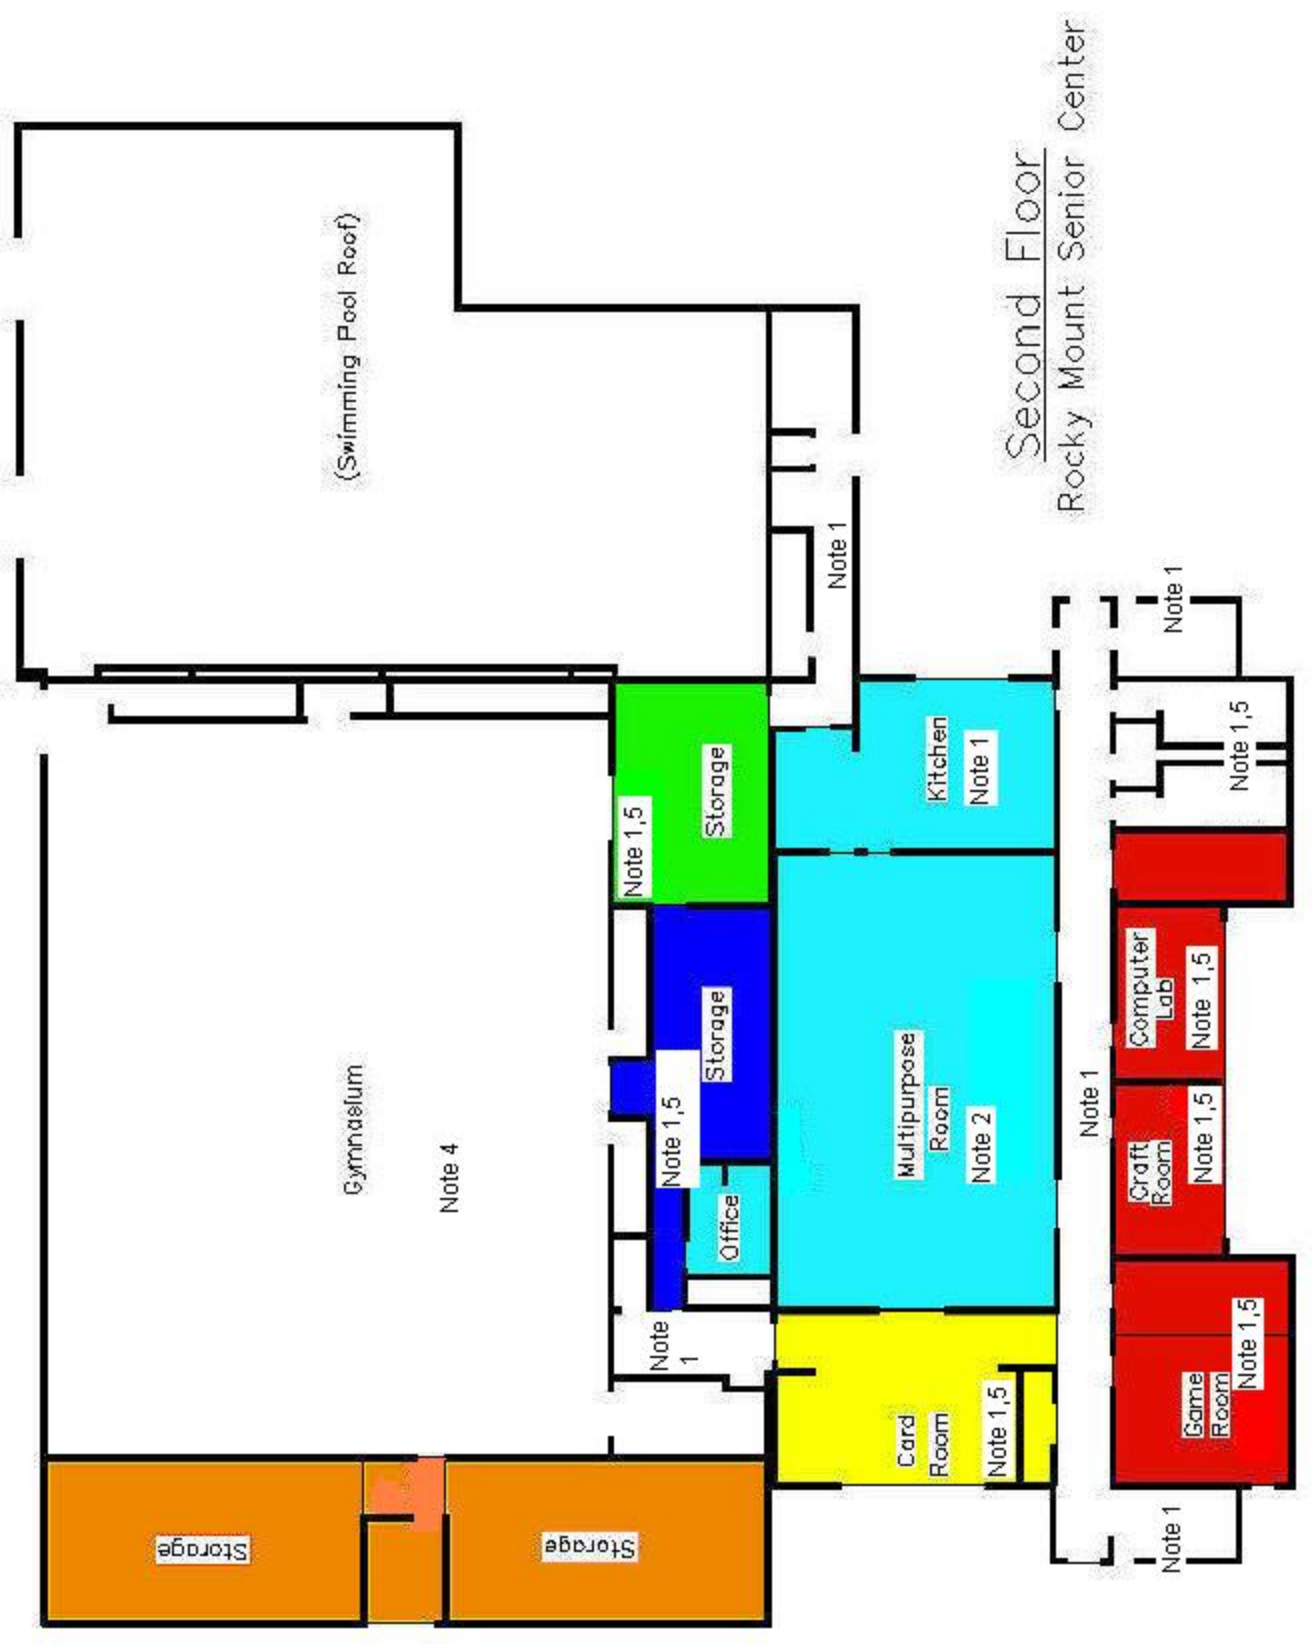 (Swimming Pool Roof)
Second Floor
Rocky Mount Senior Center
Gymnasium
Note 4
Note 1,5
Storage
Storage
Note 1,5
Office
Note
1
Storage
Storage
Note 1
Kitchen
Note 1
Multipurpose
Room
Note 2
Card
Room
Note 1,5
Note 1
Note 1
Note 1,5
Computer
Lab
Note 1,5
Craft
Room
Note 1,5
Game
Room
Note 1,5
Note 1